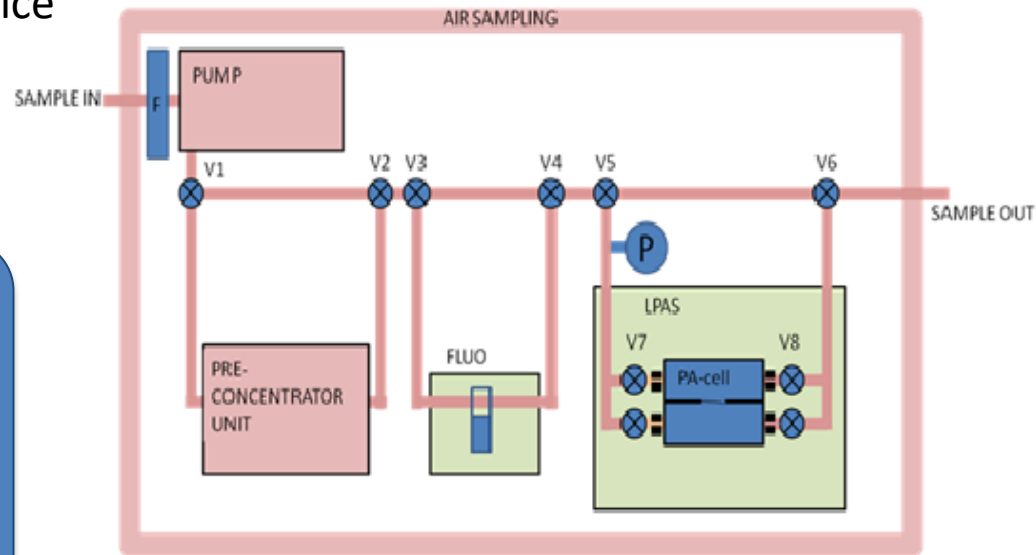 ice
AIR SAMPLING
SAMPLE IN
F
PUMP
V1
V2
V3
V4
V5
V6
SAMPLE OUT
P
LPAS
V7
V8
FLUO
PA-cell
PRE-
CONCENTRATOR
UNIT